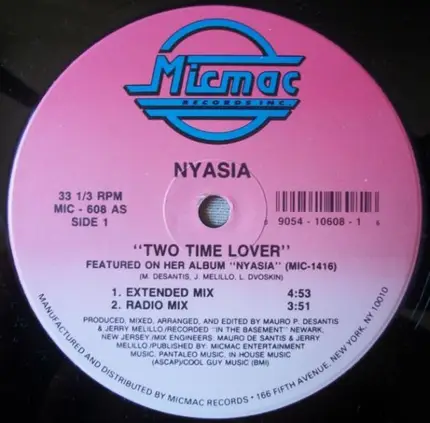 Micmac
RECORDS INC.
NYASIA
33 1/3 RPM
MIC - 608 AS
SIDE 1
9054 - 10608 - 1
"TWO TIME LOVER"
FEATURED ON HER ALBUM "NYASIA" (MIC-1416)
(M. DESANTIS, J. MELILLO, L. DVOSKIN)
1. EXTENDED MIX 4:53
2. RADIO MIX 3:51
PRODUCED, MIXED, ARRANGED, AND EDITED BY MAURO P. DESANTIS
& JERRY MELILLO/RECORDED "IN THE BASEMENT" NEWARK,
NEW JERSEY/MIX ENGINEERS: MAURO DE SANTIS & JERRY
MELILLO/PUBLISHED BY: MICMAC ENTERTAINMENT
MUSIC, PANTALEO MUSIC, IN HOUSE MUSIC
(ASCAP)/COOL GUY MUSIC (BMI)
MANUFACTURED AND DISTRIBUTED BY MICMAC RECORDS • 166 FIFTH AVENUE, NEW YORK, NY 10010